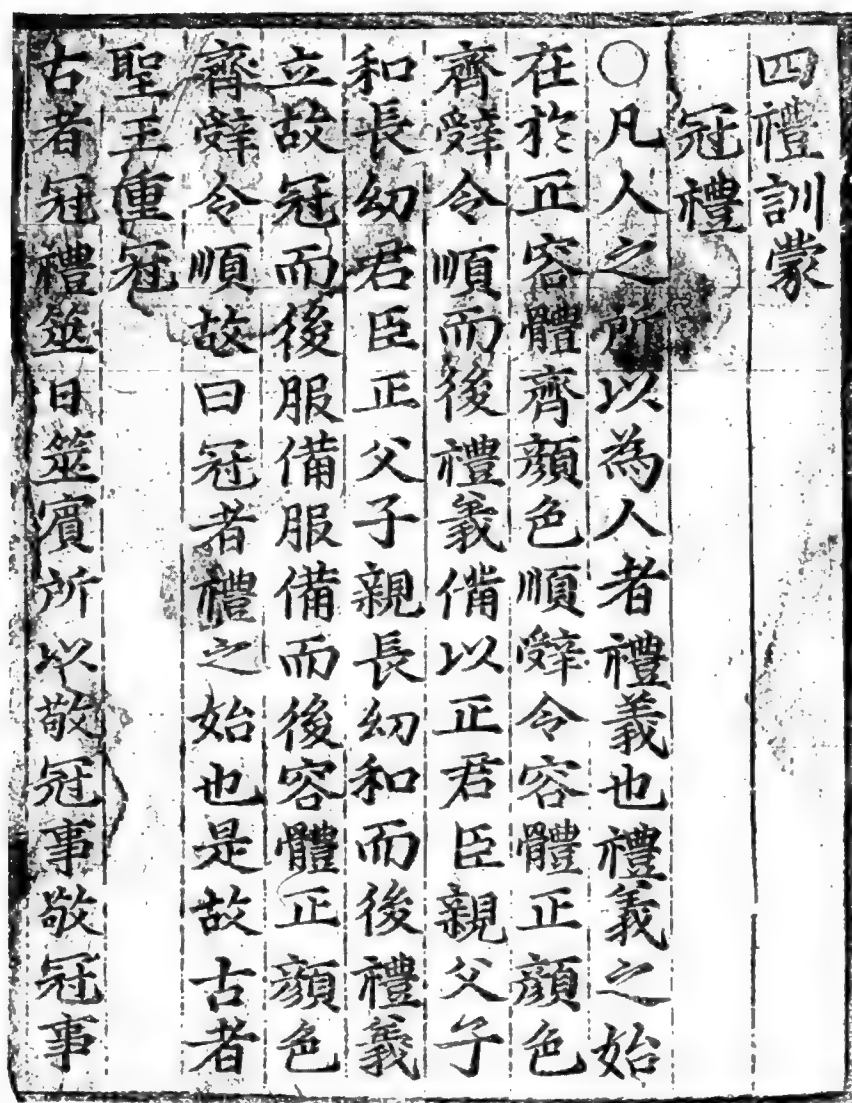 四禮訓蒙
冠禮
○凡人之所以為人者禮義也禮義之始
在於正容體齊顔色順辭令容體正顔色
齊辭令順而後禮義備以正君臣親父子
和長幼君臣正父子親長幼和而後禮義
立故冠而後服備服備而後容體正顔色
齊辭令順故曰冠者禮之始也是故古者
聖王重冠
古者冠禮筮日筮賓所以敬冠事敬冠事